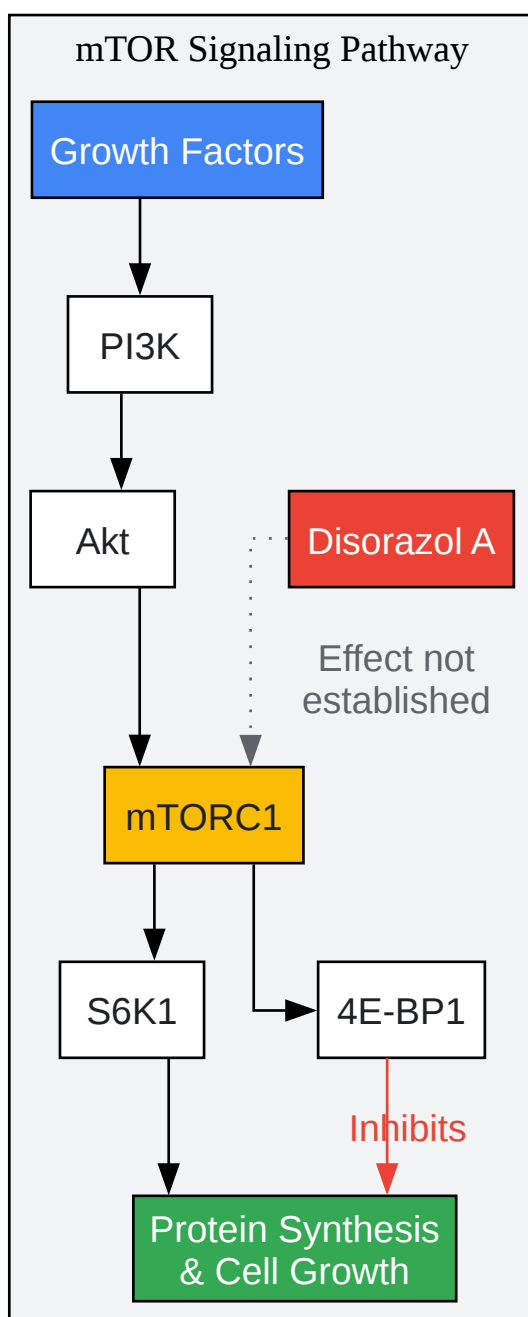 mTOR Signaling Pathway
Growth Factors
PI3K
Akt
Disorazol A
Effect not
established
mTORC1
S6K1
4E-BP1
Inhibits
Protein Synthesis
& Cell Growth